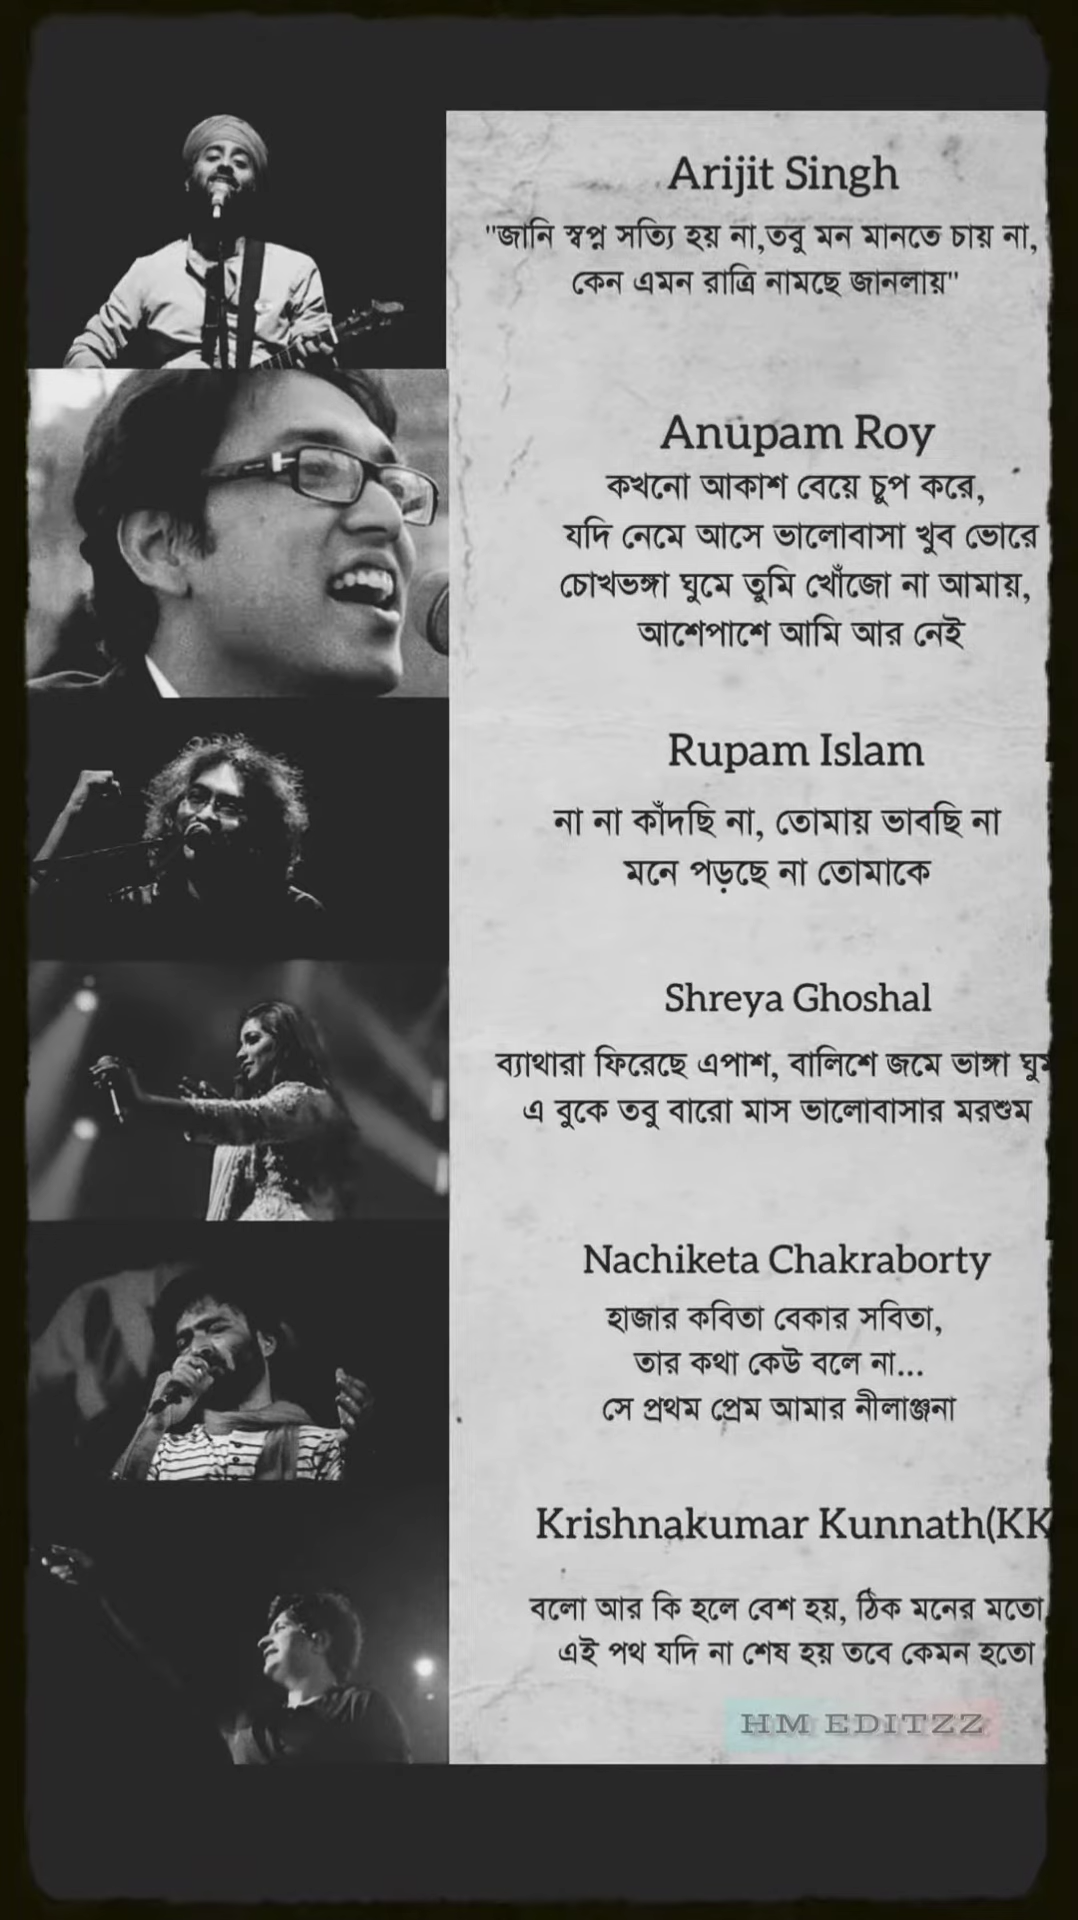 Arijit Singh
"জানি স্বপ্ন সত্যি হয় না,তবু মন মানতে চায় না,
কেন এমন রাত্রি নামছে জানলায়"
Anupam Roy
কখনো আকাশ বেয়ে চুপ করে,
যদি নেমে আসে ভালোবাসা খুব ভোরে
চোখভঙ্গা ঘুমে তুমি খোঁজো না আমায়,
আশেপাশে আমি আর নেই
Rupam Islam
না না কাঁদছি না, তোমায় ভাবছি না
মনে পড়ছে না তোমাকে
Shreya Ghoshal
ব্যাথারা ফিরেছে এপাশ, বালিশে জমে ভাঙ্গা
এ বুকে তবু বারো মাস ভালোবাসার মরশুম
Nachiketa Chakraborty
হাজার কবিতা বেকার সবিতা,
তার কথা কেউ বলে না...
সে প্রথম প্রেম আমার নীলাঞ্জনা
Krishnakumar Kunnath(KK
বলো আর কি হলে বেশ হয়, ঠিক মনের মতো,
এই পথ যদি না শেষ হয় তবে কেমন হতো
HM EDITZZ